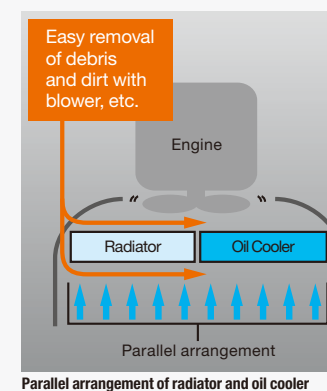 Easy removal
of debris
and dirt with
blower, etc.
Engine
Radiator
Oil Cooler
Parallel arrangement
Parallel arrangement of radiator and oil cooler